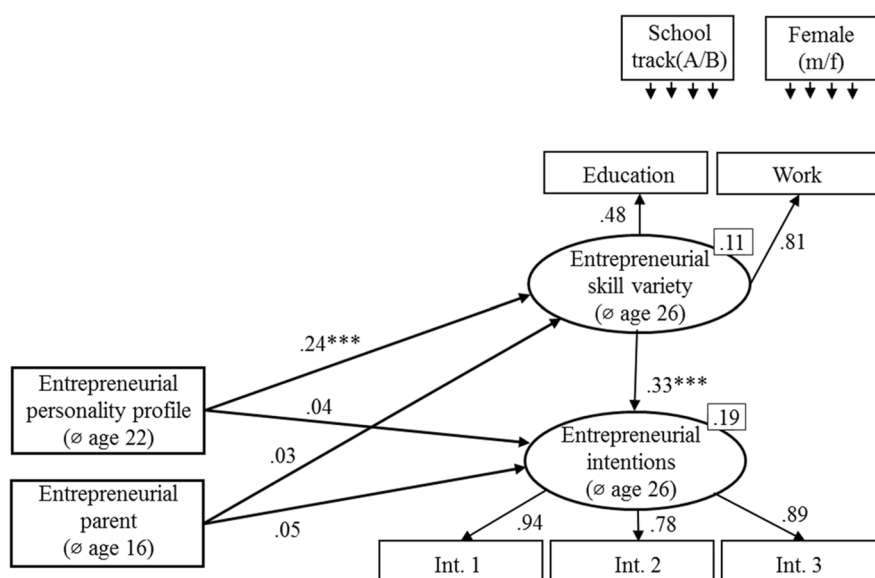 School
track(A/B)
Female
(m/f)
Education
Work
.48
.11
.81
Entrepreneurial
skill variety
(⌀ age 26)
.24***
.33***
Entrepreneurial
personality profile
(⌀ age 22)
.04
.19
Entrepreneurial
intentions
(⌀ age 26)
.03
Entrepreneurial
parent
(⌀ age 16)
.05
.94
.78
.89
Int. 1
Int. 2
Int. 3